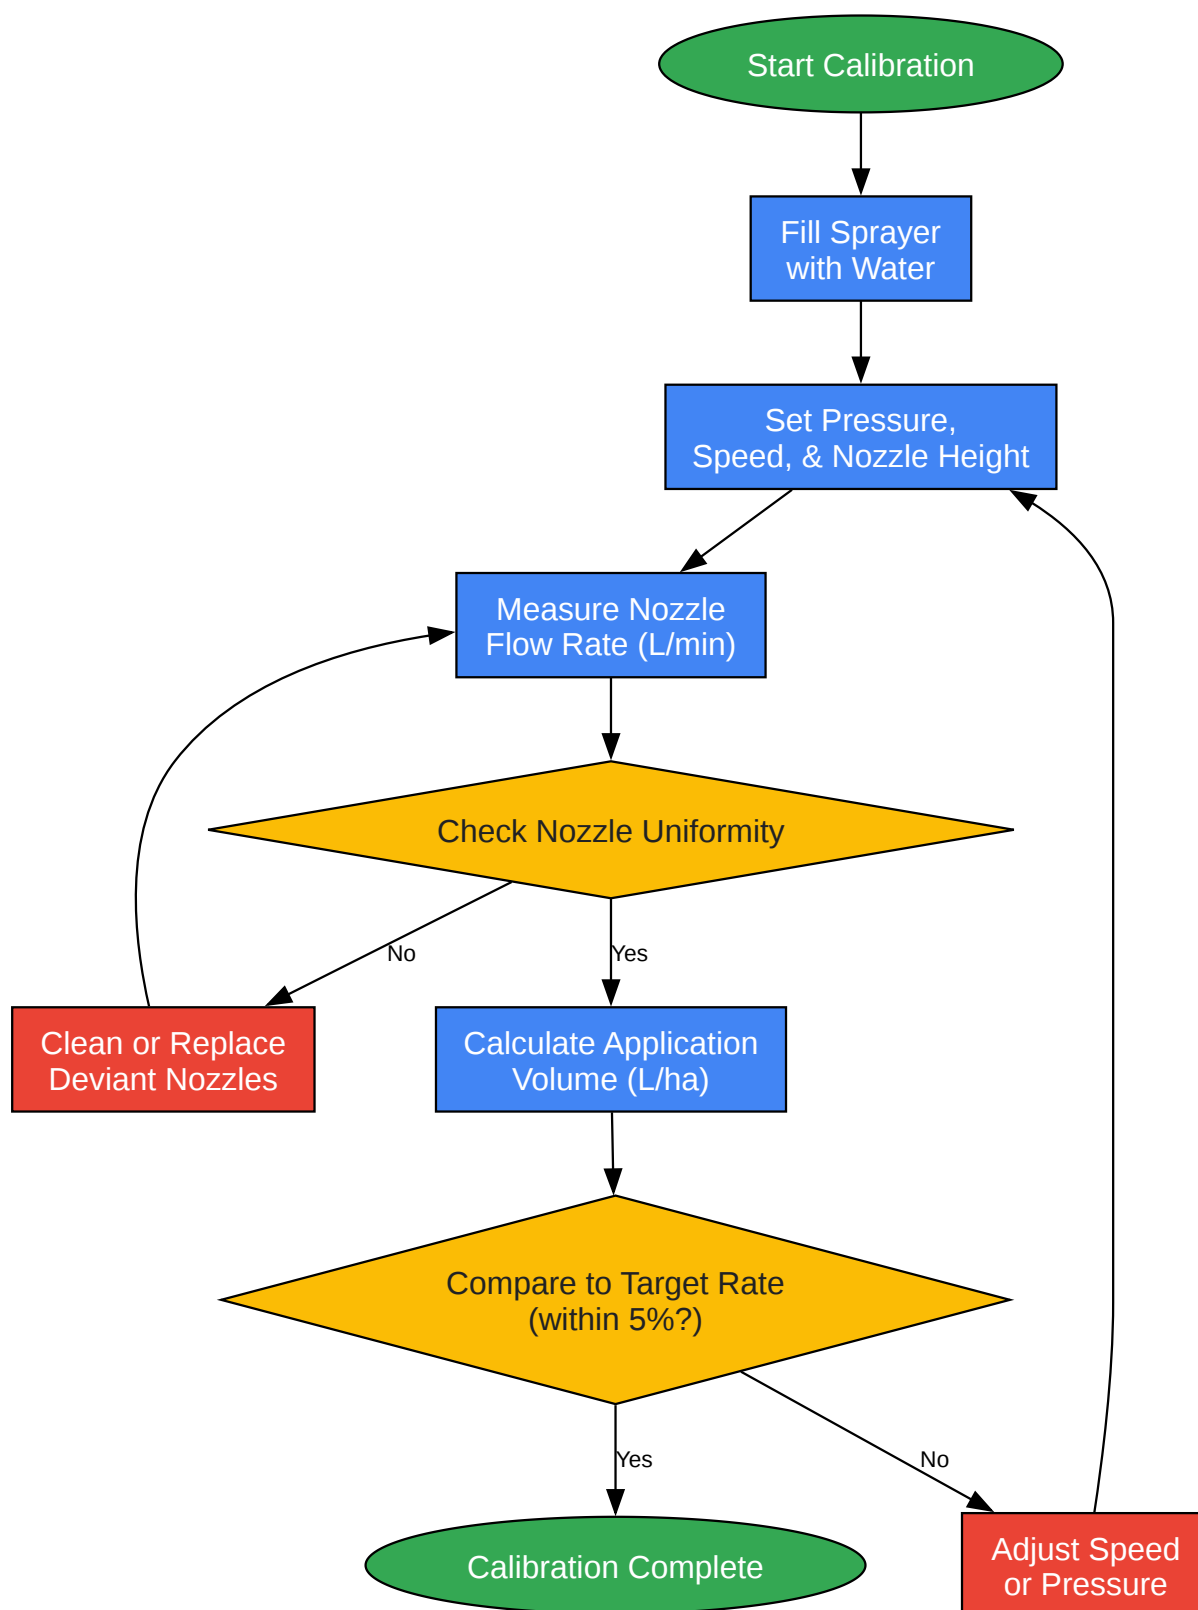 Start Calibration
Fill Sprayer
with Water
Set Pressure,
Speed, & Nozzle Height
Measure Nozzle
Flow Rate (L/min)
Check Nozzle Uniformity
No
Yes
Clean or Replace
Deviant Nozzles
Calculate Application
Volume (L/ha)
Compare to Target Rate
(within 5%?)
Yes
No
Calibration Complete
Adjust Speed
or Pressure